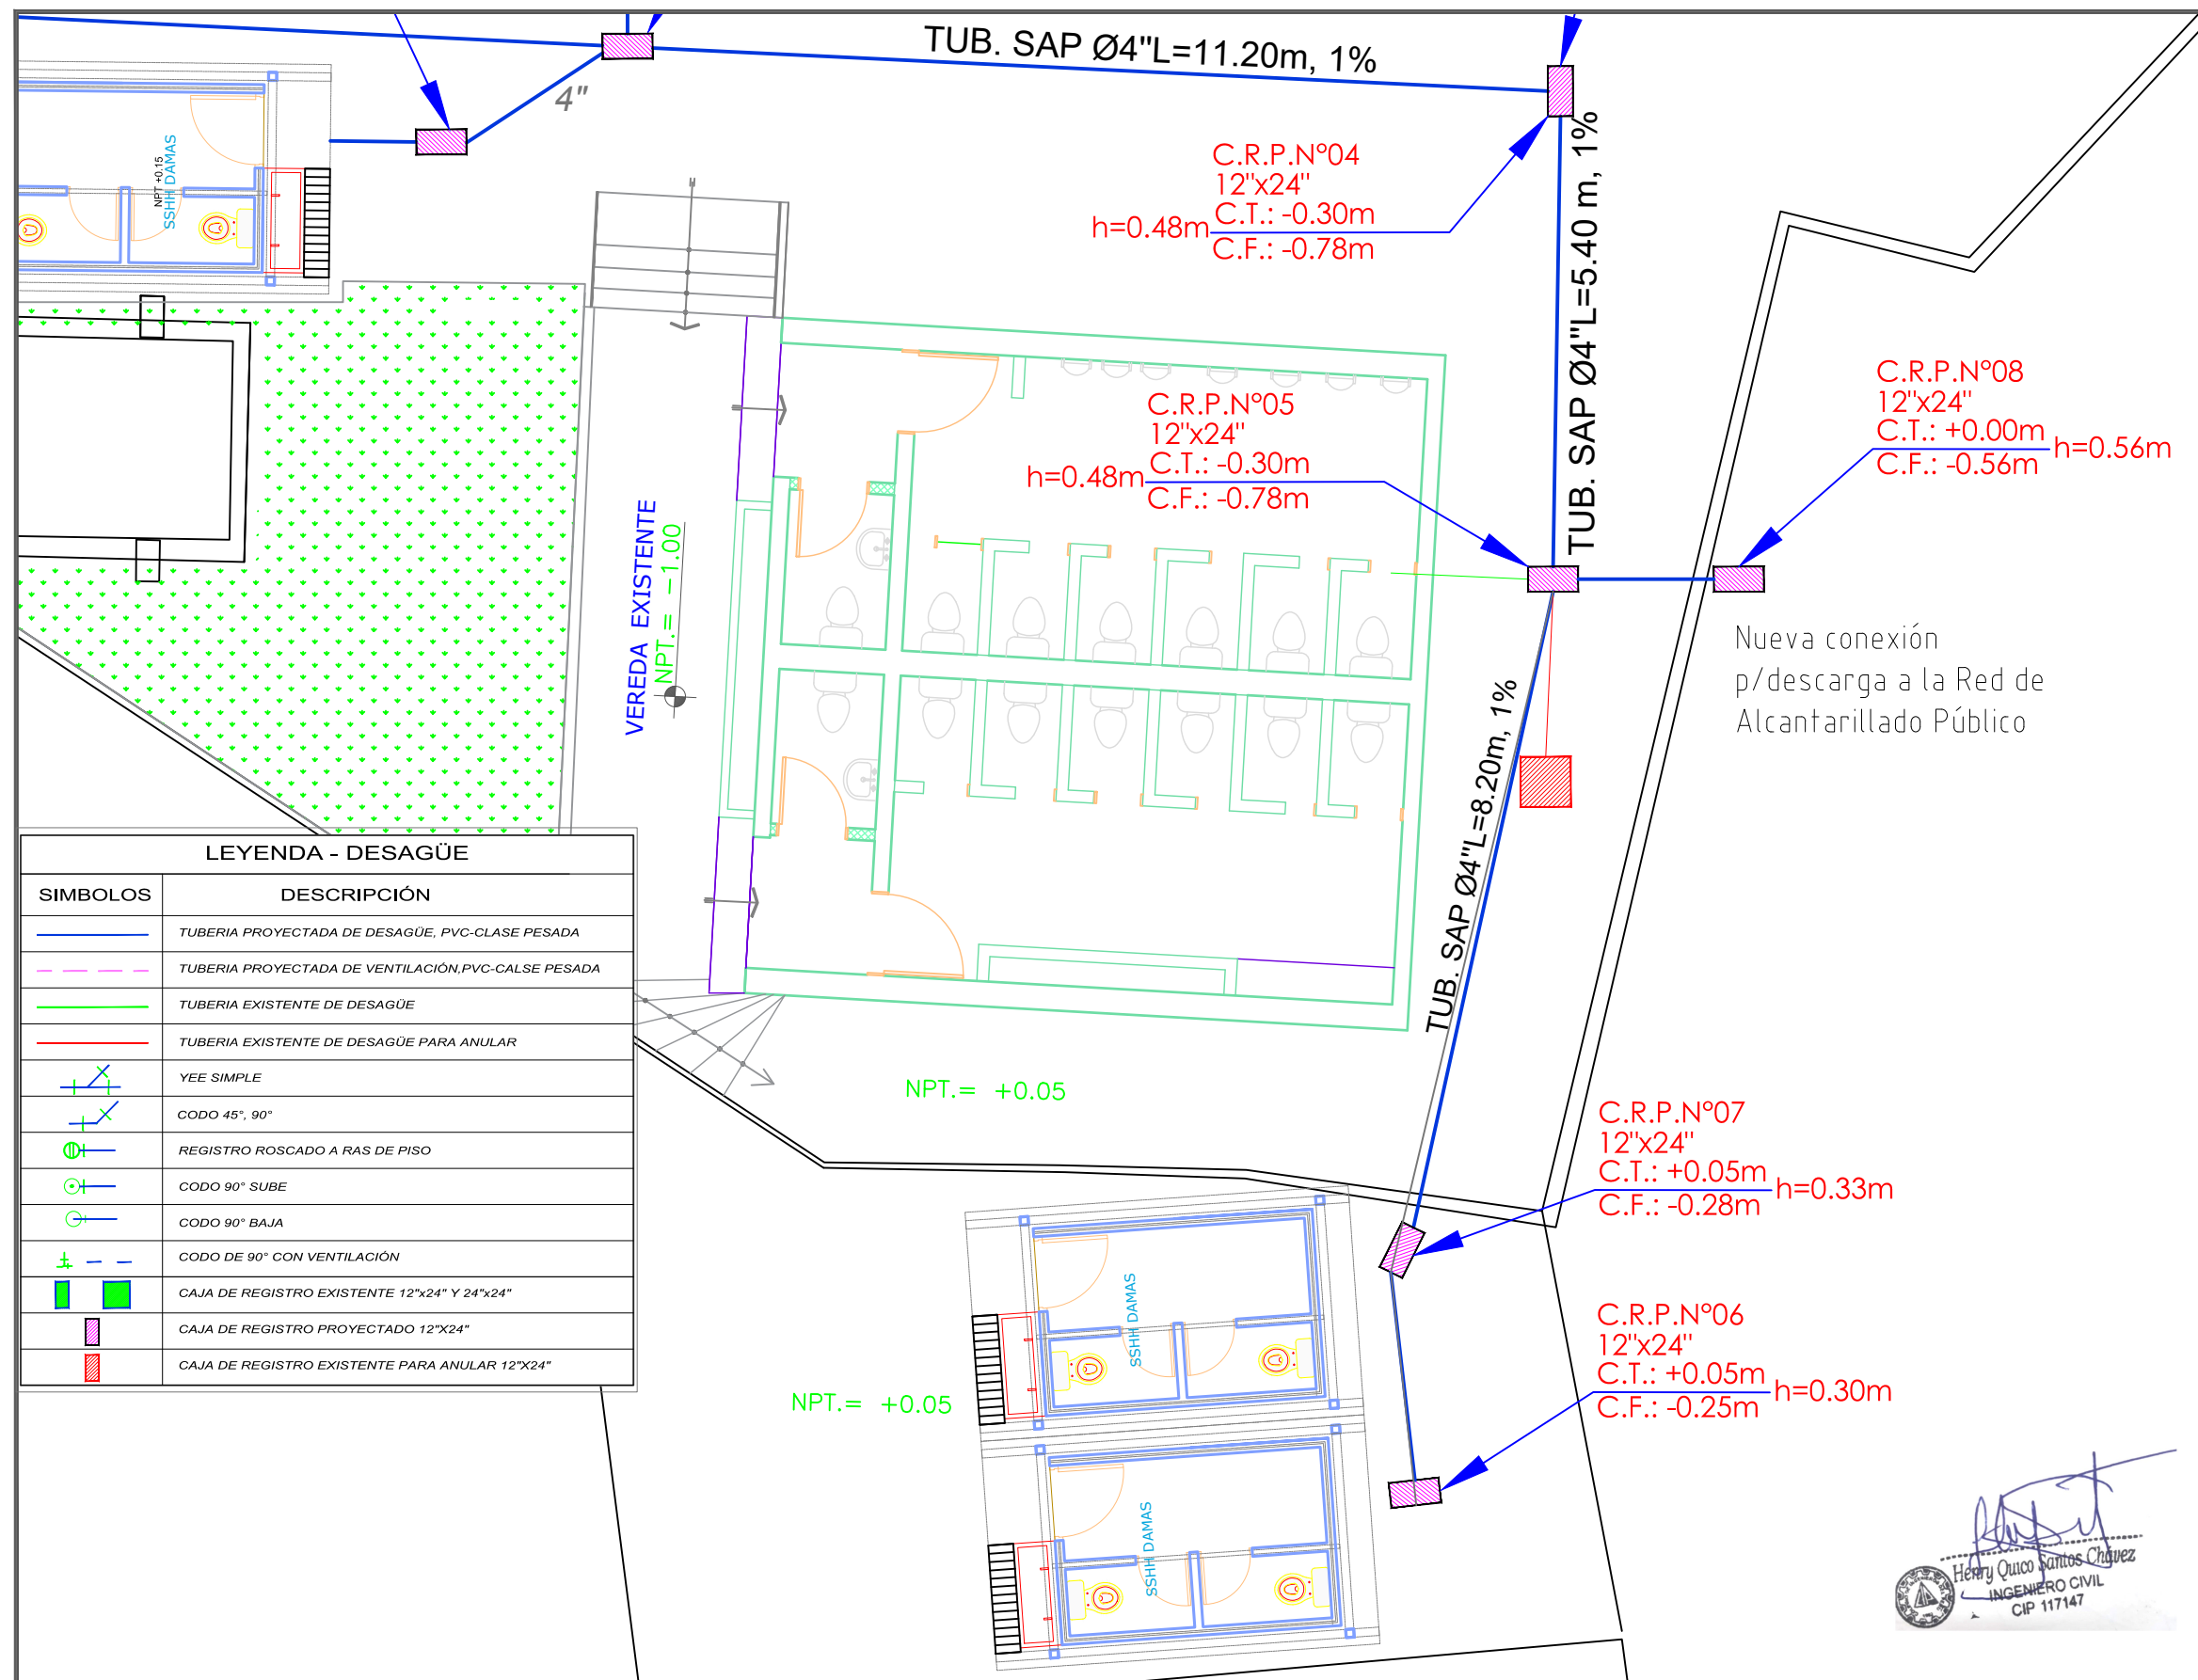 TUB. SAP Ø4"L=11.20m, 1%
4"
NPT +0.15
SSHH DAMAS
C.R.P.N°04
12"x24"
C.T.: -0.30m
h=0.48m
C.F.: -0.78m
TUB. SAP Ø4"L=5.40 m, 1%
C.R.P.N°05
12"x24"
C.T.: -0.30m
h=0.48m
C.F.: -0.78m
C.R.P.N°08
12"x24"
C.T.: +0.00m
h=0.56m
C.F.: -0.56m
Nueva conexión
p/descarga a la Red de
Alcantarillado Público
VEREDA EXISTENTE
NPT.= -1.00
TUB. SAP Ø4"L=8.20m, 1%
LEYENDA - DESAGÜE
SIMBOLOS DESCRIPCIÓN
TUBERIA PROYECTADA DE DESAGÜE, PVC-CLASE PESADA
TUBERIA PROYECTADA DE VENTILACIÓN,PVC-CALSE PESADA
TUBERIA EXISTENTE DE DESAGÜE
TUBERIA EXISTENTE DE DESAGÜE PARA ANULAR
YEE SIMPLE
CODO 45°, 90°
REGISTRO ROSCADO A RAS DE PISO
CODO 90° SUBE
CODO 90° BAJA
CODO DE 90° CON VENTILACIÓN
CAJA DE REGISTRO EXISTENTE 12"x24" Y 24"x24"
CAJA DE REGISTRO PROYECTADO 12"X24"
CAJA DE REGISTRO EXISTENTE PARA ANULAR 12"X24"
NPT.= +0.05
C.R.P.N°07
12"x24"
C.T.: +0.05m
h=0.33m
C.F.: -0.28m
SSHH DAMAS
NPT.= +0.05
C.R.P.N°06
12"x24"
C.T.: +0.05m
h=0.30m
C.F.: -0.25m
SSHH DAMAS
Henry Quico Santos Chávez
INGENIERO CIVIL
CIP 117147